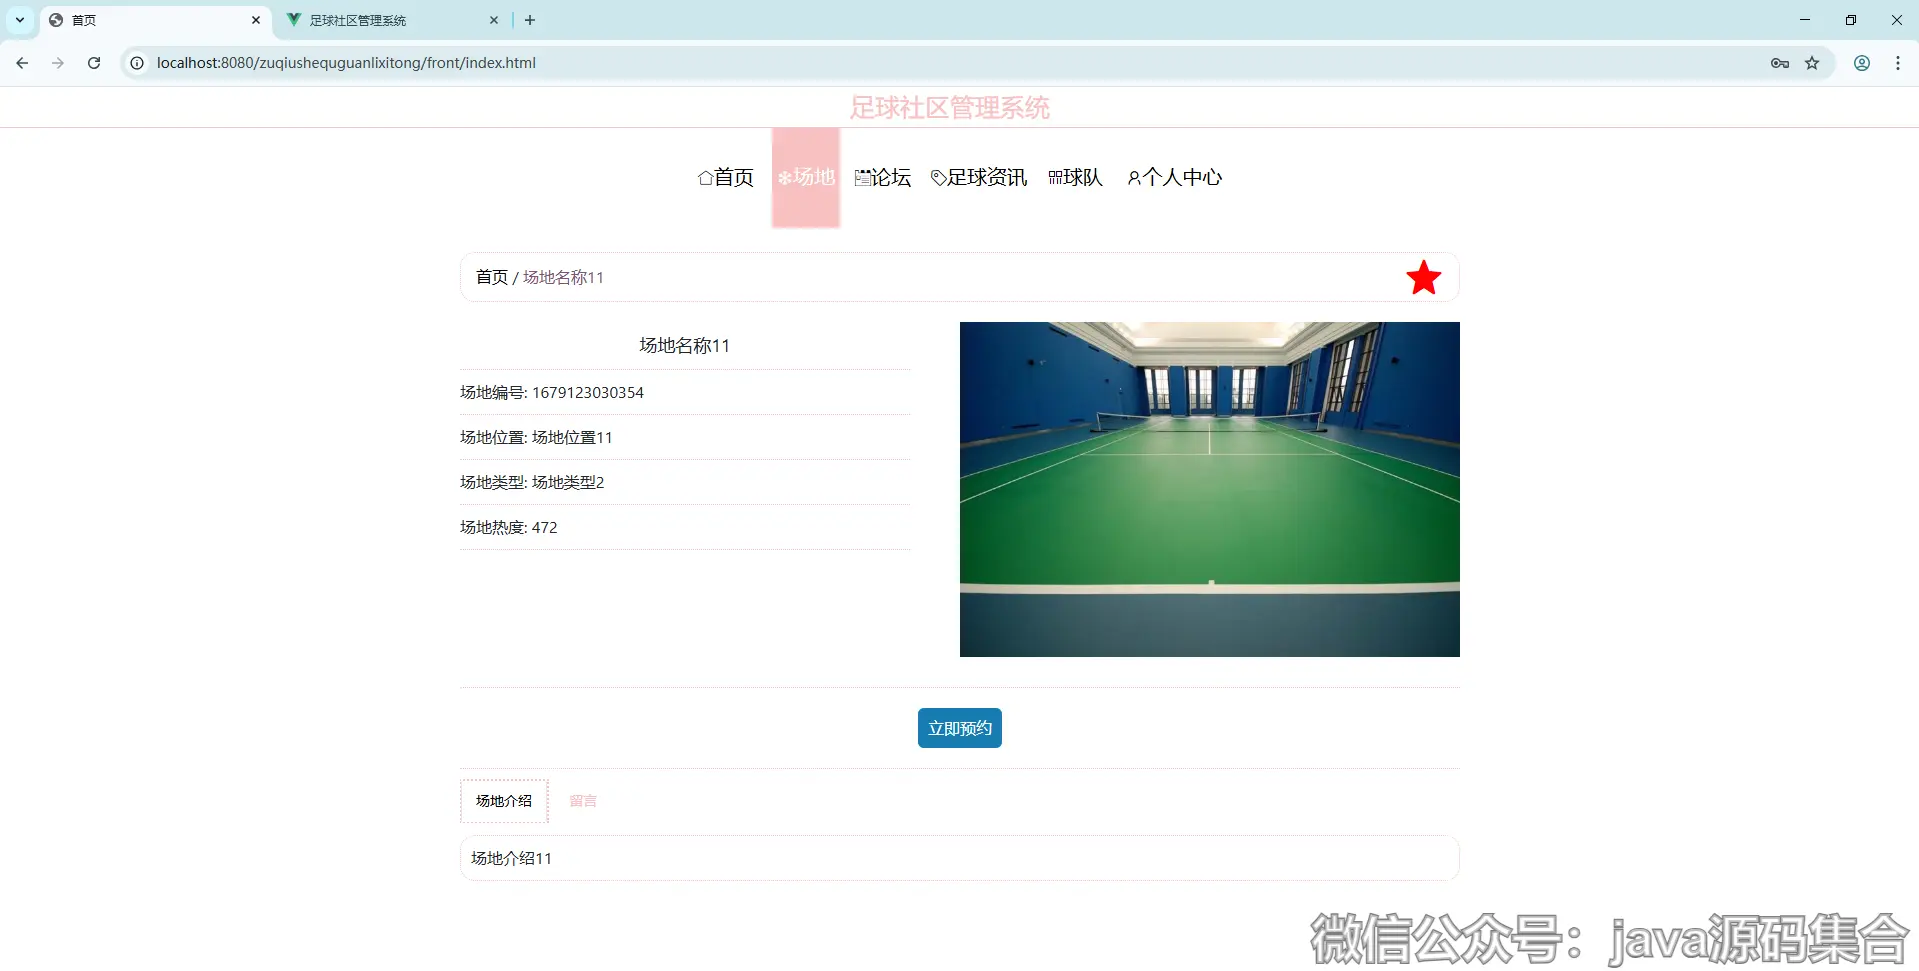 首页
足球社区管理系统
localhost:8080/zuqiushequguanlixitong/front/index.html
足球社区管理系统
首页 场地 论坛 足球资讯 球队 个人中心
首页 / 场地名称11
场地名称11
场地编号: 1679123030354
场地位置: 场地位置11
场地类型: 场地类型2
场地热度: 472
立即预约
场地介绍 留言
场地介绍11
微信公众号：java源码集合